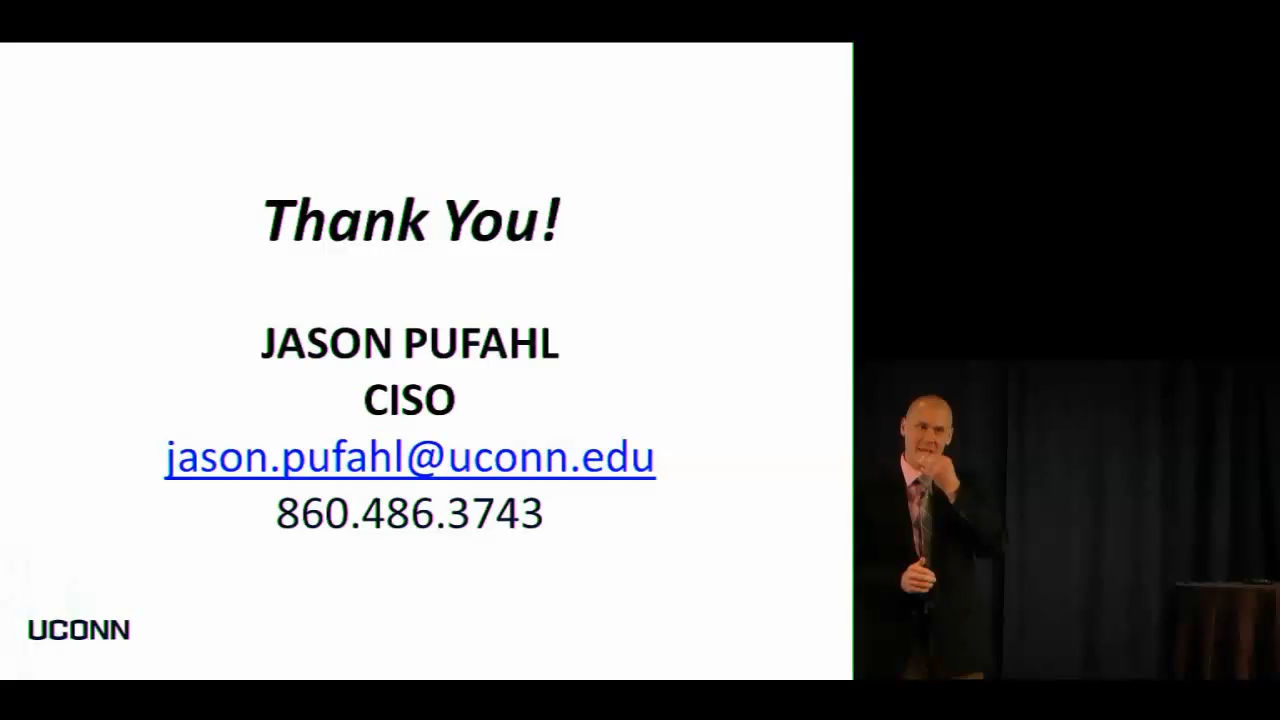 Thank You!
JASON PUFAHL
CISO
jason.pufahl@uconn.edu
860.486.3743
UCONN